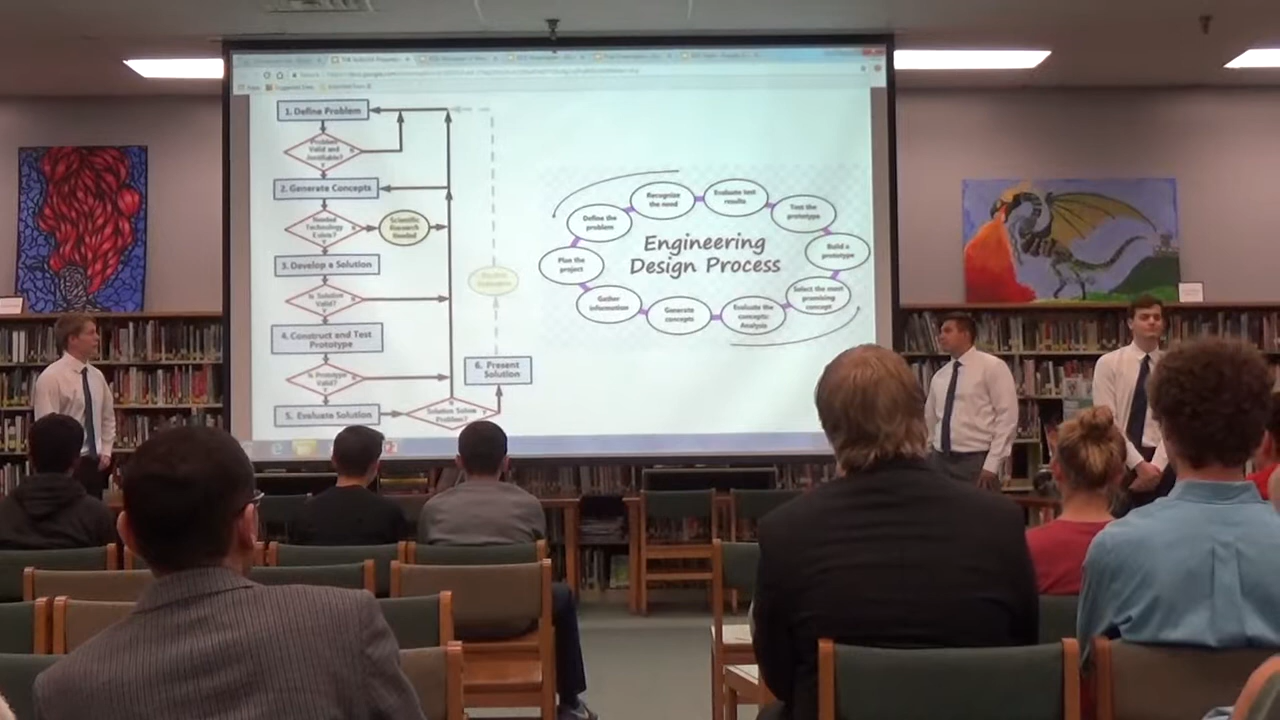 1. Define Problem
Problem
Valid and
Justifiable?
2. Generate Concepts
Needed
Technology
Exists?
Scientific
Research
Needed
3. Develop a Solution
Is Solution
Valid?
4. Construct and Test
Prototype
Is Prototype
Valid?
5. Evaluate Solution
Solution Solves
Problem?
6. Present
Solution
Engineering
Design Process
Recognize
the need
Evaluate test
results
Test the
prototype
Build a
prototype
Select the most
promising
concept
Evaluate the
concepts:
Analysis
Generate
concepts
Gather
information
Plan the
project
Define the
problem